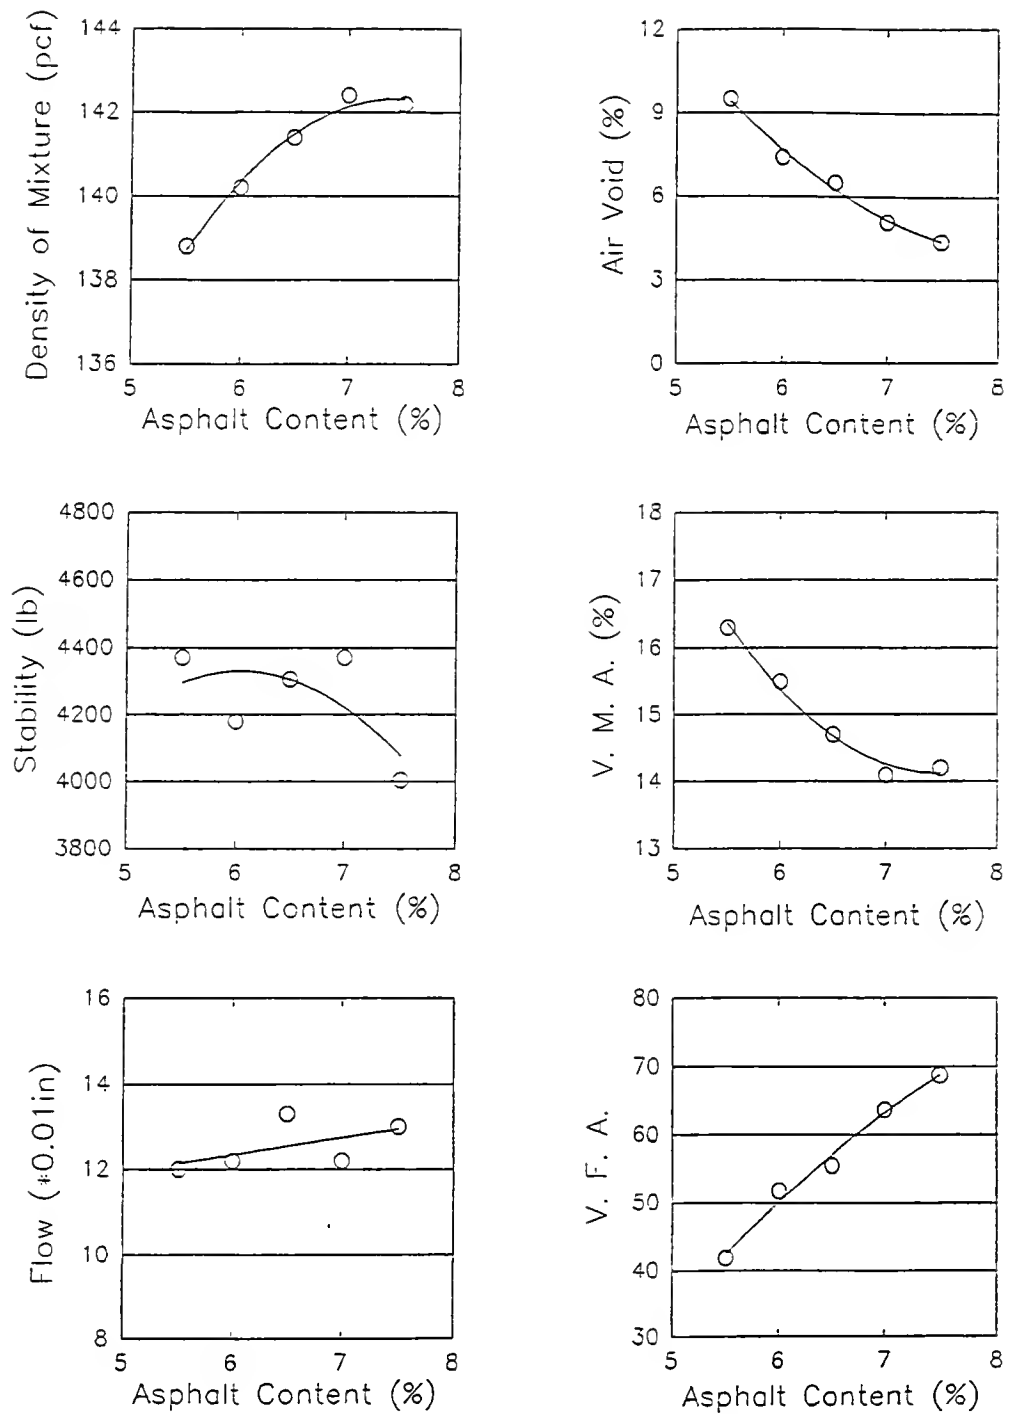 Density of Mixture (pcf)
144
142
140
138
136
5 6 7 8
Asphalt Content (%)
Air Void (%)
12
9
6
3
0
5 6 7 8
Asphalt Content (%)
Stability (lb)
4800
4600
4400
4200
4000
3800
5 6 7 8
Asphalt Content (%)
V. M. A. (%)
18
17
16
15
14
13
5 6 7 8
Asphalt Content (%)
Flow (*0.01in)
16
14
12
10
8
5 6 7 8
Asphalt Content (%)
V. F. A.
80
70
60
50
40
30
5 6 7 8
Asphalt Content (%)